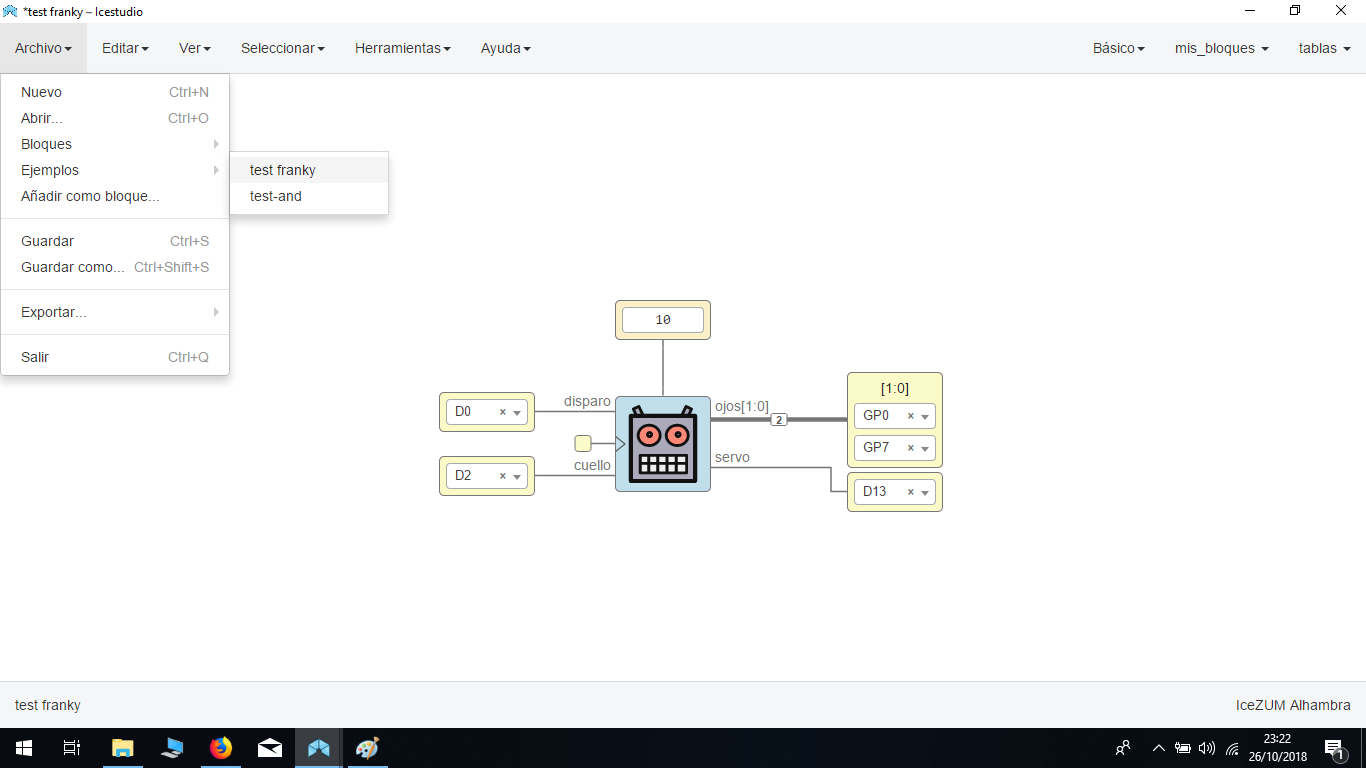 *test franky – Icestudio
Archivo Editar Ver Seleccionar Herramientas Ayuda Básico mis_bloques tablas
Nuevo Ctrl+N
Abrir... Ctrl+O
Bloques
Ejemplos
Añadir como bloque...
Guardar Ctrl+S
Guardar como... Ctrl+Shift+S
Exportar...
Salir Ctrl+Q
test franky
test-and
10
D0 ×
disparo
cuello
D2 ×
ojos[1:0]
2
servo
[1:0]
GP0 ×
GP7 ×
D13 ×
test franky IceZUM Alhambra
23:22
26/10/2018
1